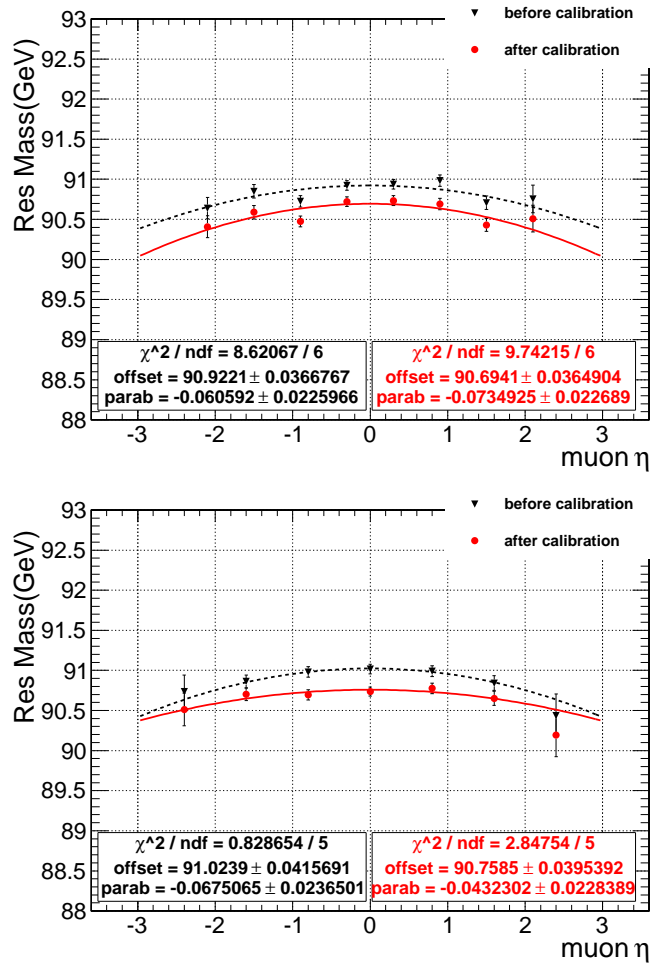 before calibration
after calibration
Res Mass(GeV)
93
92.5
92
91.5
91
90.5
90
89.5
89
88.5
88
χ^2 / ndf = 8.62067 / 6
offset = 90.9221 ± 0.0366767
parab = -0.060592 ± 0.0225966
χ^2 / ndf = 9.74215 / 6
offset = 90.6941 ± 0.0364904
parab = -0.0734925 ± 0.022689
-3 -2 -1 0 1 2 3
muon η
before calibration
after calibration
Res Mass(GeV)
93
92.5
92
91.5
91
90.5
90
89.5
89
88.5
88
χ^2 / ndf = 0.828654 / 5
offset = 91.0239 ± 0.0415691
parab = -0.0675065 ± 0.0236501
χ^2 / ndf = 2.84754 / 5
offset = 90.7585 ± 0.0395392
parab = -0.0432302 ± 0.0228389
-3 -2 -1 0 1 2 3
muon η